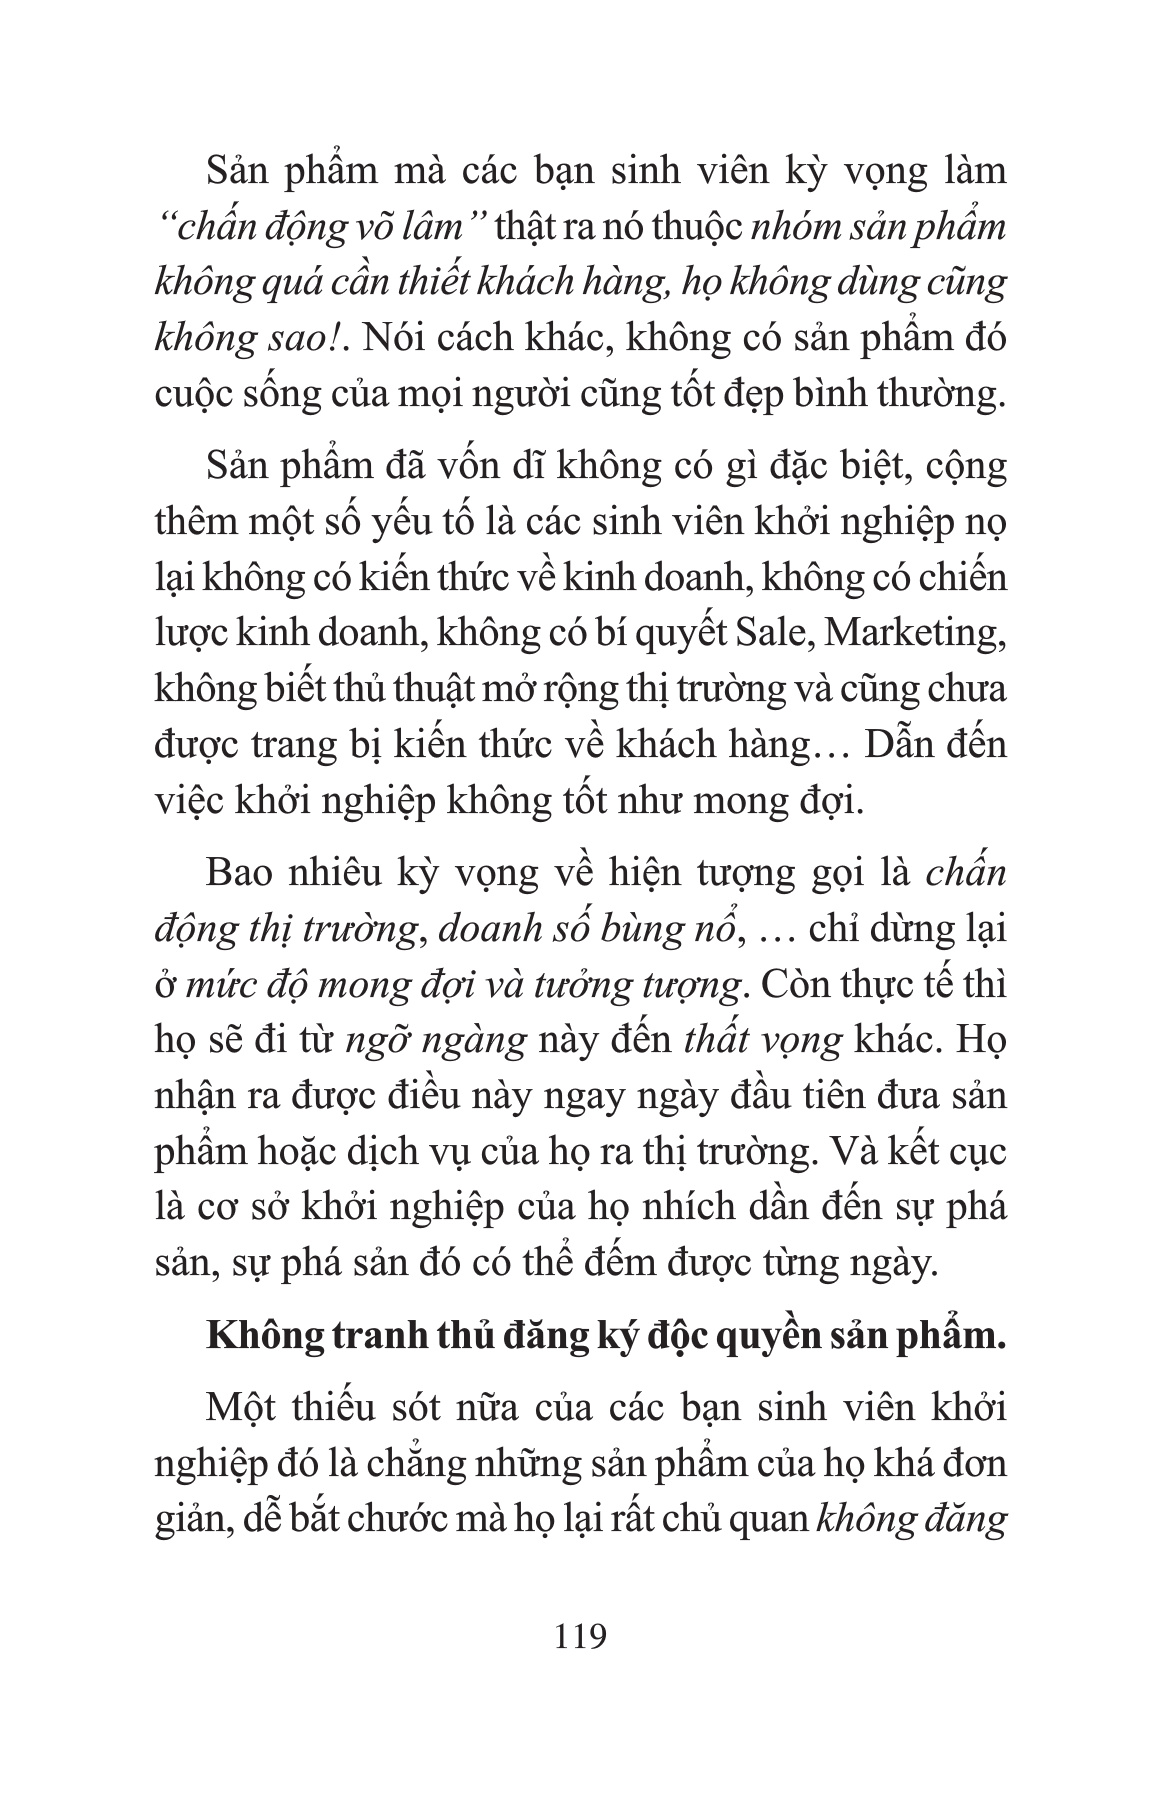 Sản phẩm mà các bạn sinh viên kỳ vọng làm
“chấn động võ lâm” thật ra nó thuộc nhóm sản phẩm
không quá cần thiết khách hàng, họ không dùng cũng
không sao!. Nói cách khác, không có sản phẩm đó
cuộc sống của mọi người cũng tốt đẹp bình thường.
Sản phẩm đã vốn dĩ không có gì đặc biệt, cộng
thêm một số yếu tố là các sinh viên khởi nghiệp nọ
lại không có kiến thức về kinh doanh, không có chiến
lược kinh doanh, không có bí quyết Sale, Marketing,
không biết thủ thuật mở rộng thị trường và cũng chưa
được trang bị kiến thức về khách hàng… Dẫn đến
việc khởi nghiệp không tốt như mong đợi.
Bao nhiêu kỳ vọng về hiện tượng gọi là chấn
động thị trường, doanh số bùng nổ, … chỉ dừng lại
ở mức độ mong đợi và tưởng tượng. Còn thực tế thì
họ sẽ đi từ ngỡ ngàng này đến thất vọng khác. Họ
nhận ra được điều này ngay ngày đầu tiên đưa sản
phẩm hoặc dịch vụ của họ ra thị trường. Và kết cục
là cơ sở khởi nghiệp của họ nhích dần đến sự phá
sản, sự phá sản đó có thể đếm được từng ngày.
Không tranh thủ đăng ký độc quyền sản phẩm.
Một thiếu sót nữa của các bạn sinh viên khởi
nghiệp đó là chẳng những sản phẩm của họ khá đơn
giản, dễ bắt chước mà họ lại rất chủ quan không đăng
119